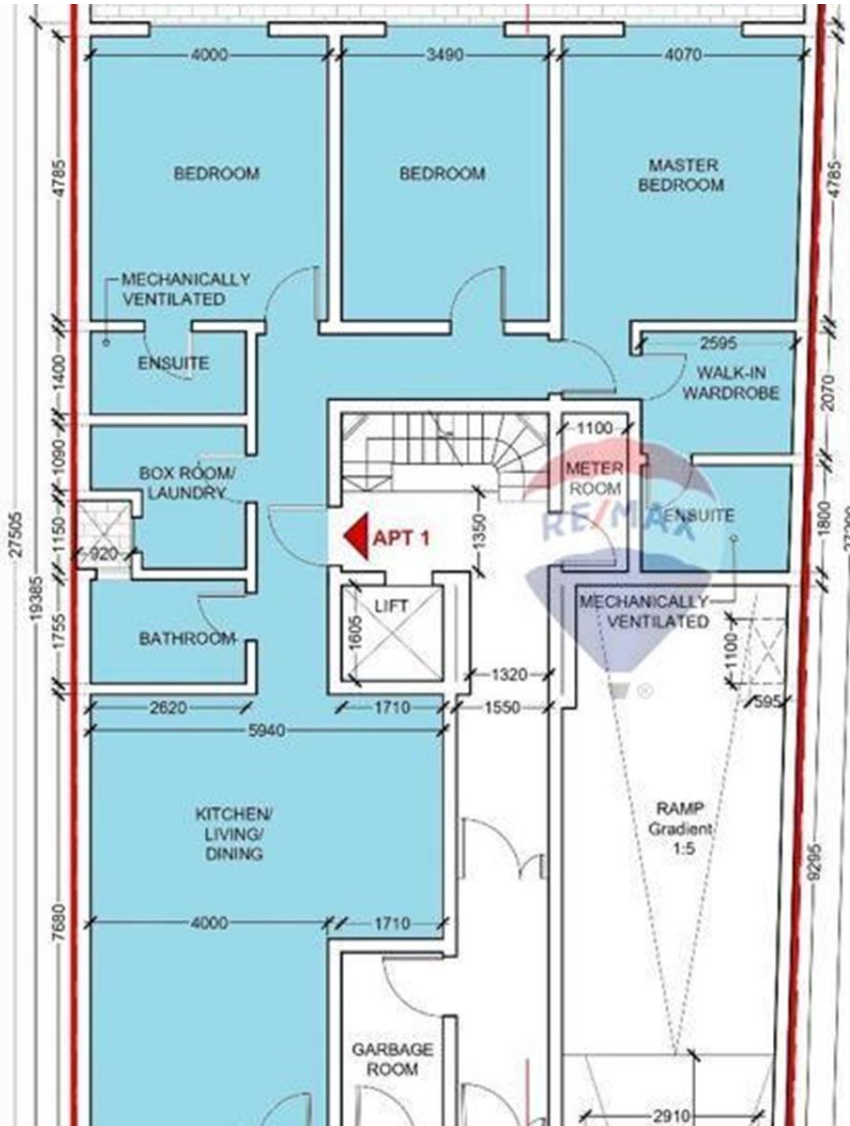 4000
3490
4070
4785
4785
BEDROOM
BEDROOM
MASTER
BEDROOM
MECHANICALLY
VENTILATED
ENSUITE
1400
2595
WALK-IN
WARDROBE
2070
1100
METER
ROOM
1090
BOX ROOM/
LAUNDRY
RE/MAX
ENSUITE
1800
1350
APT 1
1150
920
27505
19385
LIFT
1605
MECHANICALLY
VENTILATED
1755
BATHROOM
1100
1320
595
2620
1710
1550
5940
®
KITCHEN/
LIVING/
DINING
RAMP
Gradient
1:5
9295
7680
4000
1710
GARBAGE
ROOM
2910